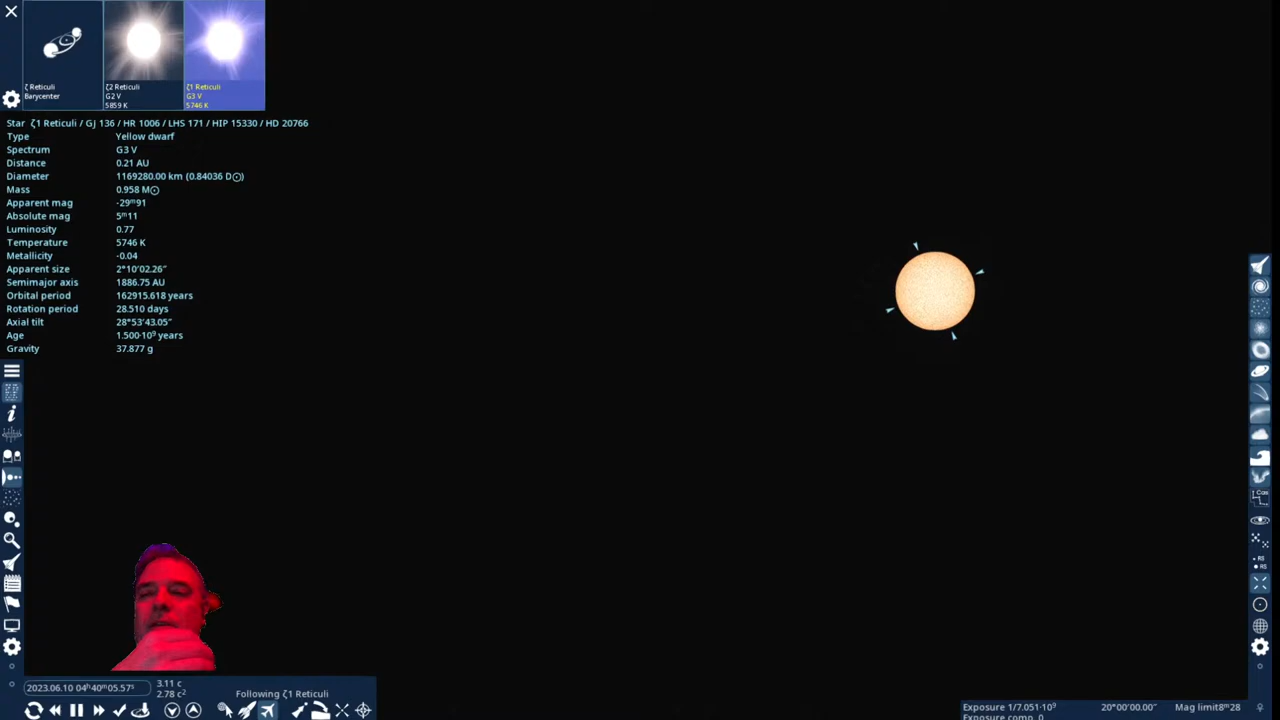 ζ Reticuli
Barycenter
ζ2 Reticuli
G2 V
5859 K
ζ1 Reticuli
G3 V
5746 K
Star ζ1 Reticuli / GJ 136 / HR 1006 / LHS 171 / HIP 15330 / HD 20766
Type Yellow dwarf
Spectrum G3 V
Distance 0.21 AU
Diameter 1169280.00 km (0.84036 D☉)
Mass 0.958 M☉
Apparent mag -29ᵐ91
Absolute mag 5ᵐ11
Luminosity 0.77
Temperature 5746 K
Metallicity -0.04
Apparent size 2°10'02.26"
Semimajor axis 1886.75 AU
Orbital period 162915.618 years
Rotation period 28.510 days
Axial tilt 28°53'43.05"
Age 1.500·10⁹ years
Gravity 37.877 g
Cas
RS
RS
2023.06.10 04ʰ40ᵐ05.57ˢ
3.11 c
2.78 c²
Following ζ1 Reticuli
Exposure 1/7.051·10⁹ 20°00'00.00" Mag limit 8ᵐ28
Exposure comp. 0